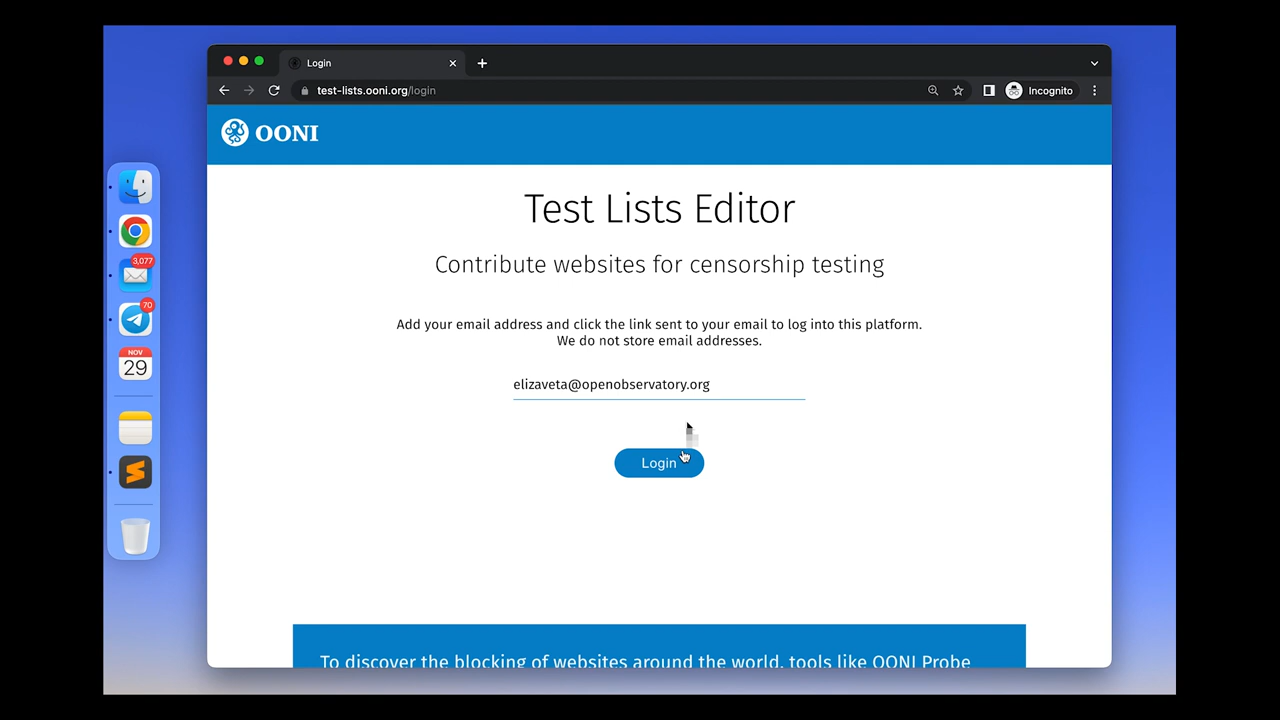 Login
test-lists.ooni.org/login
Incognito
OONI
Test Lists Editor
Contribute websites for censorship testing
Add your email address and click the link sent to your email to log into this platform.
We do not store email addresses.
elizaveta@openobservatory.org
Login
To discover the blocking of websites around the world, tools like OONI Probe
3,077
70
NOV
29